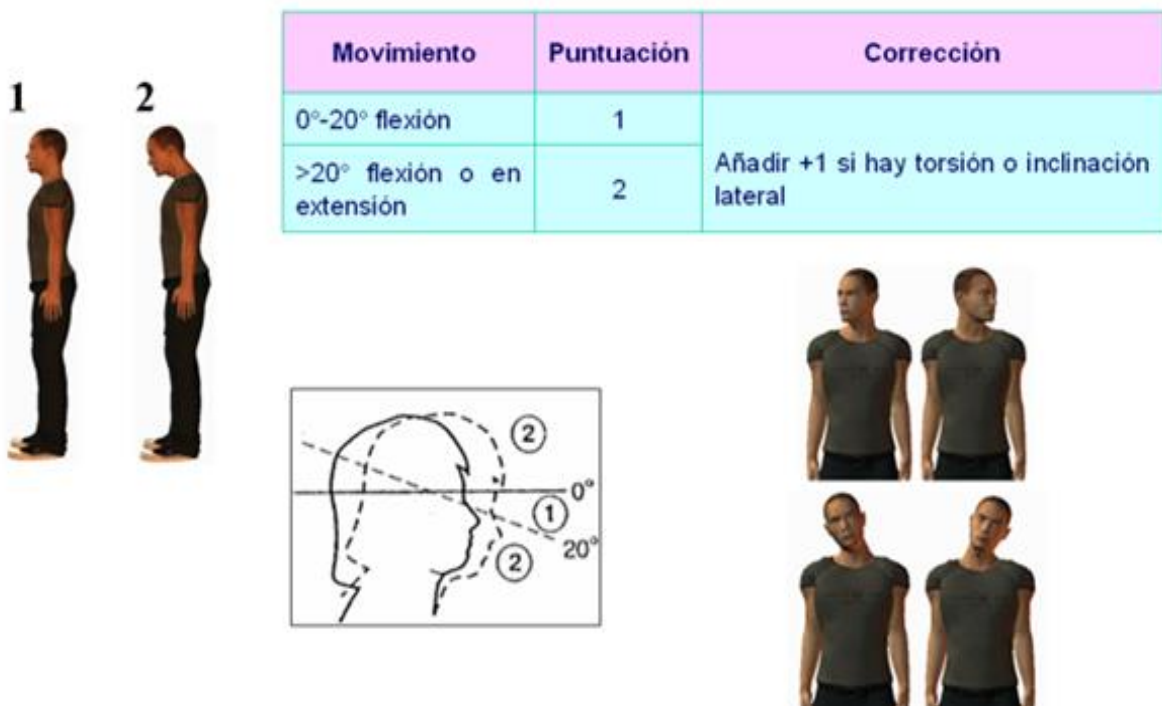 1
2
Movimiento
Puntuación
Corrección
0°-20° flexión
1
>20° flexión o en
extensión
2
Añadir +1 si hay torsión o inclinación
lateral
2
0°
1
20°
2